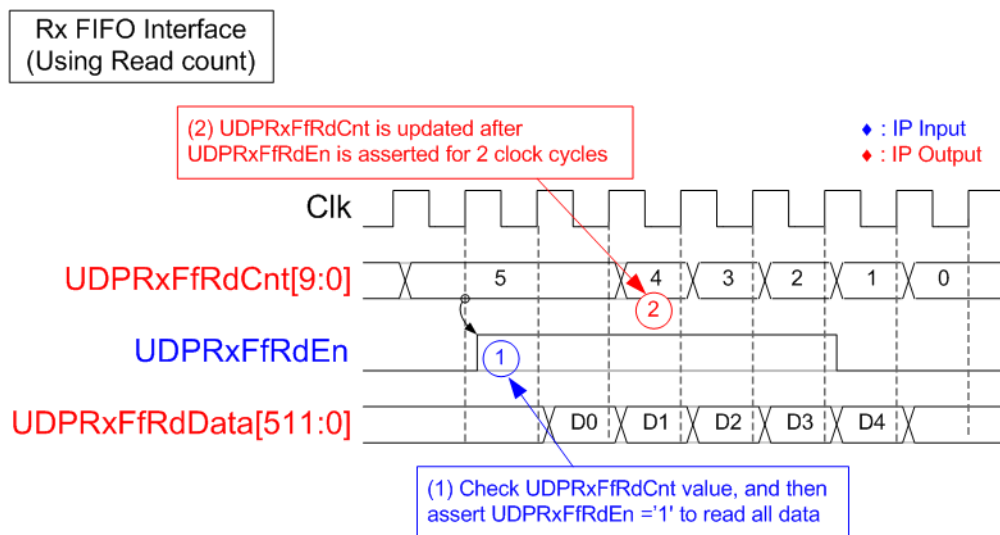 Rx FIFO Interface
(Using Read count)
(2) UDPRxFfRdCnt is updated after
UDPRxFfRdEn is asserted for 2 clock cycles
♦ : IP Input
♦ : IP Output
Clk
UDPRxFfRdCnt[9:0]
5 4 3 2 1 0
2
UDPRxFfRdEn
1
UDPRxFfRdData[511:0]
D0 D1 D2 D3 D4
(1) Check UDPRxFfRdCnt value, and then
assert UDPRxFfRdEn ='1' to read all data